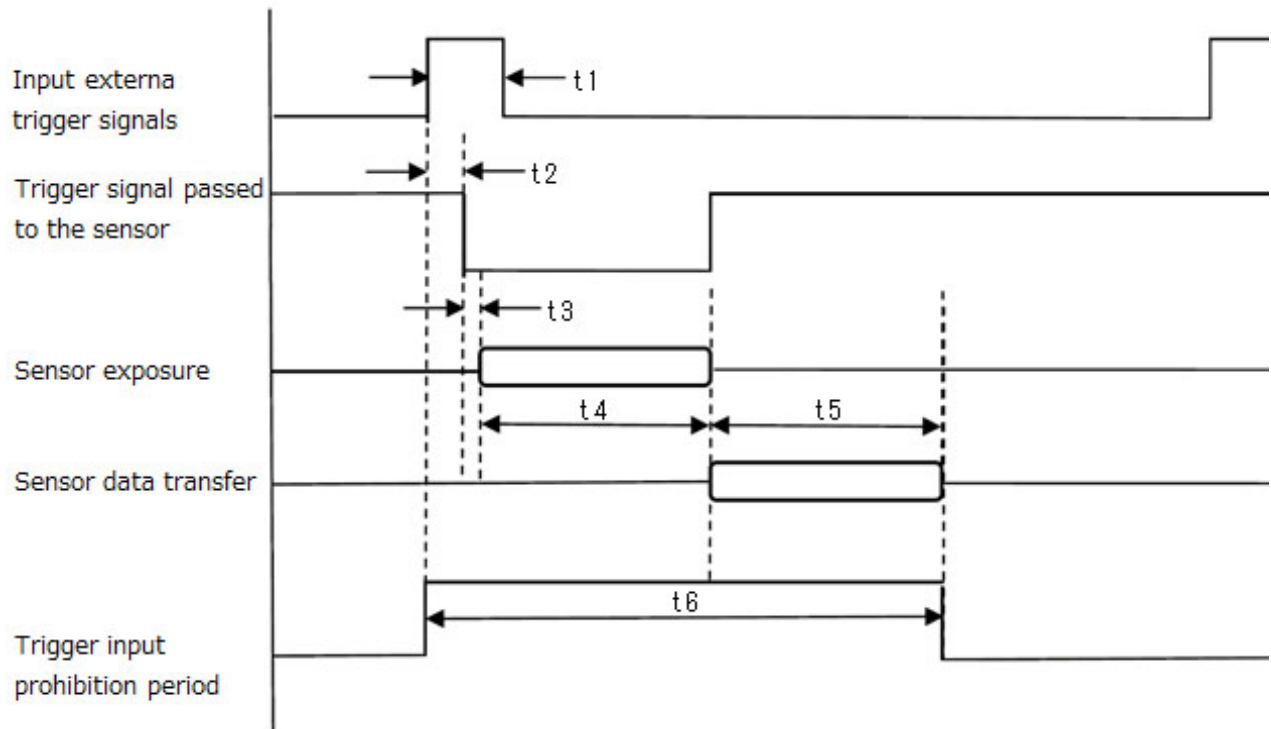 Input externa
trigger signals
t1
t2
Trigger signal passed
to the sensor
t3
Sensor exposure
t4
t5
Sensor data transfer
t6
Trigger input
prohibition period